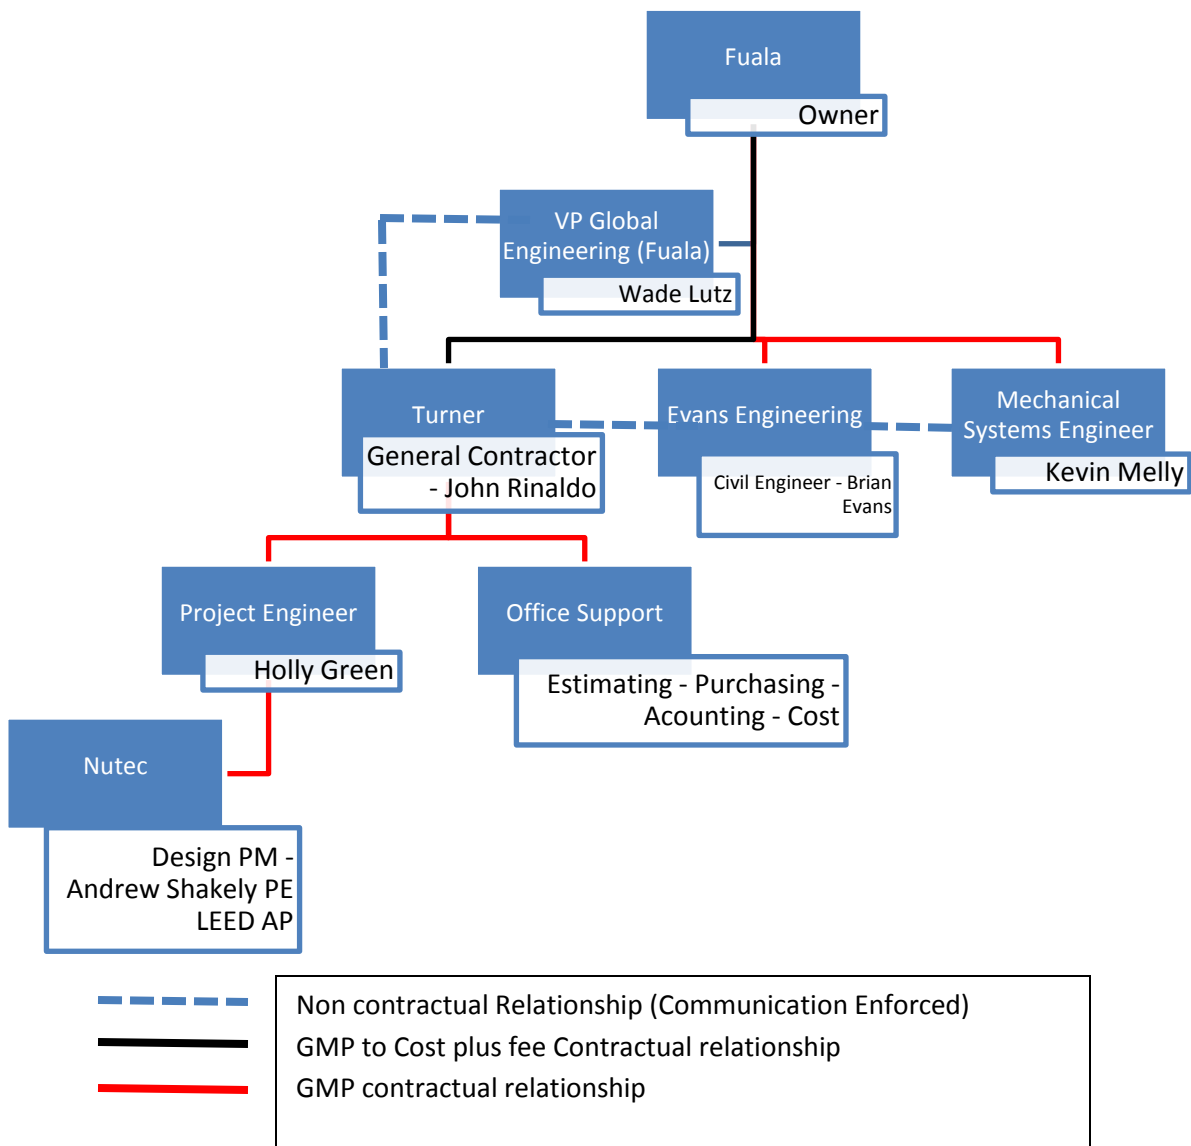 Fuala
Owner
VP Global
Engineering (Fuala)
Wade Lutz
Turner
General Contractor
- John Rinaldo
Evans Engineering
Civil Engineer - Brian
Evans
Mechanical
Systems Engineer
Kevin Melly
Project Engineer
Holly Green
Office Support
Estimating - Purchasing -
Acounting - Cost
Nutec
Design PM -
Andrew Shakely PE
LEED AP
Non contractual Relationship (Communication Enforced)
GMP to Cost plus fee Contractual relationship
GMP contractual relationship